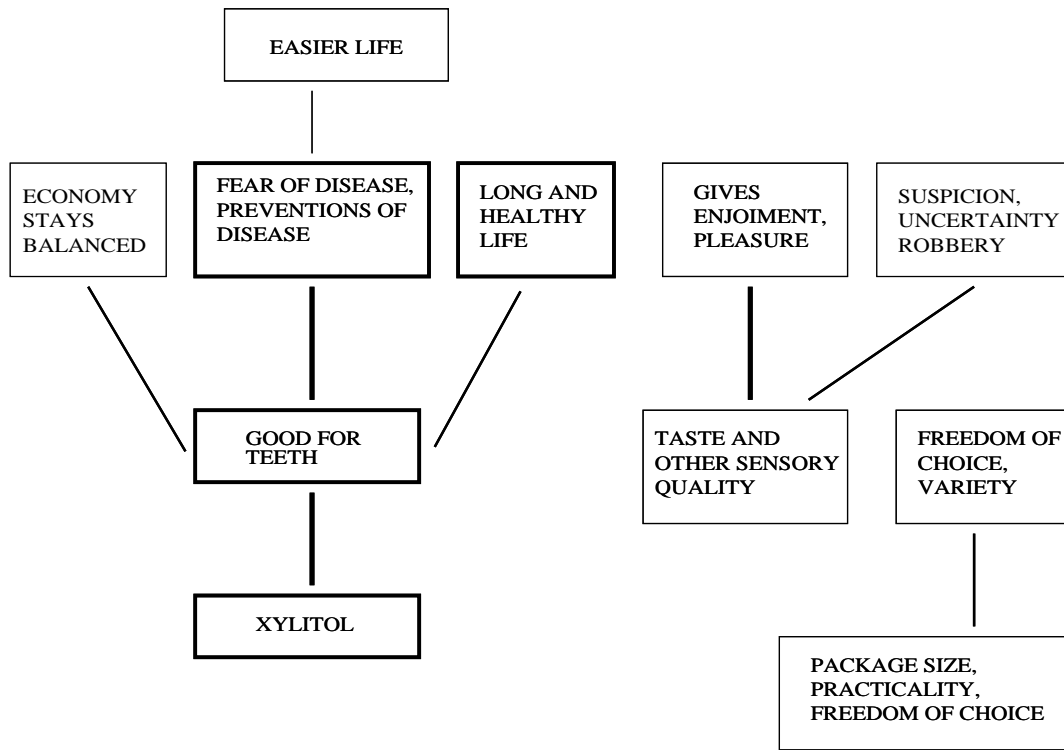 EASIER LIFE
ECONOMY
STAYS
BALANCED
FEAR OF DISEASE,
PREVENTIONS OF
DISEASE
LONG AND
HEALTHY
LIFE
GIVES
ENJOIMENT,
PLEASURE
SUSPICION,
UNCERTAINTY
ROBBERY
GOOD FOR
TEETH
TASTE AND
OTHER SENSORY
QUALITY
FREEDOM OF
CHOICE,
VARIETY
XYLITOL
PACKAGE SIZE,
PRACTICALITY,
FREEDOM OF CHOICE